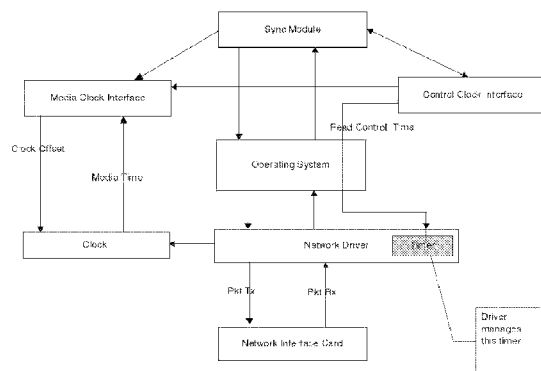 Sync Module
Media Clock Interface
Control Clock Interface
Clock Offset
Read Control Time
Media Time
Operating System
Clock
Network Driver
Timer
Pkt Tx
Pkt Rx
Driver
manages
this timer
Network Interface Card